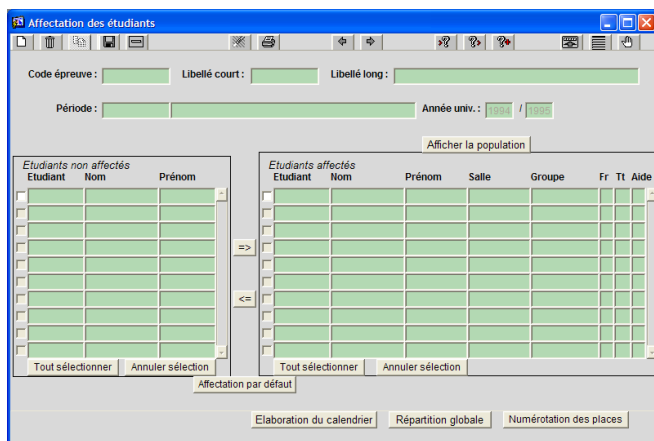 Affectation des étudiants
Code épreuve : Libellé court : Libellé long :
Période : Année univ. : 1994 / 1995
Afficher la population
Etudiants non affectés Etudiants affectés
Etudiant Nom Prénom Etudiant Nom Prénom Salle Groupe Fr Tt Aide
=>
<=
Tout sélectionner Annuler sélection Tout sélectionner Annuler sélection
Affectation par défaut
Elaboration du calendrier Répartition globale Numérotation des places